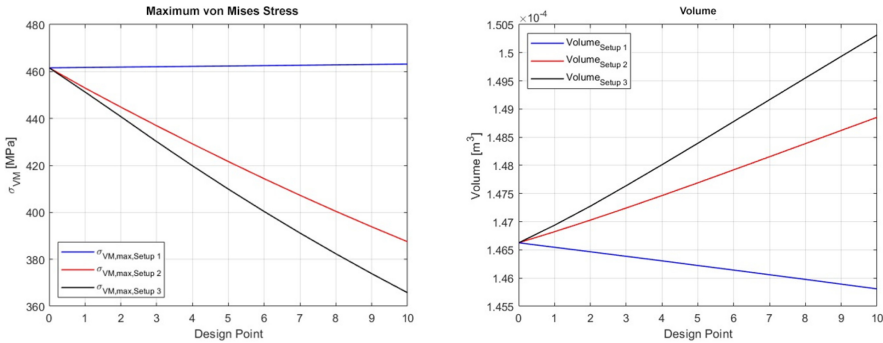 Maximum von Mises Stress
480
460
440
420
400
380
360
σVM [MPa]
σVM,max,Setup 1
σVM,max,Setup 2
σVM,max,Setup 3
0 1 2 3 4 5 6 7 8 9 10
Design Point
Volume
×10-4
1.505
1.5
1.495
1.49
1.485
1.48
1.475
1.47
1.465
1.46
1.455
Volume [m3]
VolumeSetup 1
VolumeSetup 2
VolumeSetup 3
0 1 2 3 4 5 6 7 8 9 10
Design Point